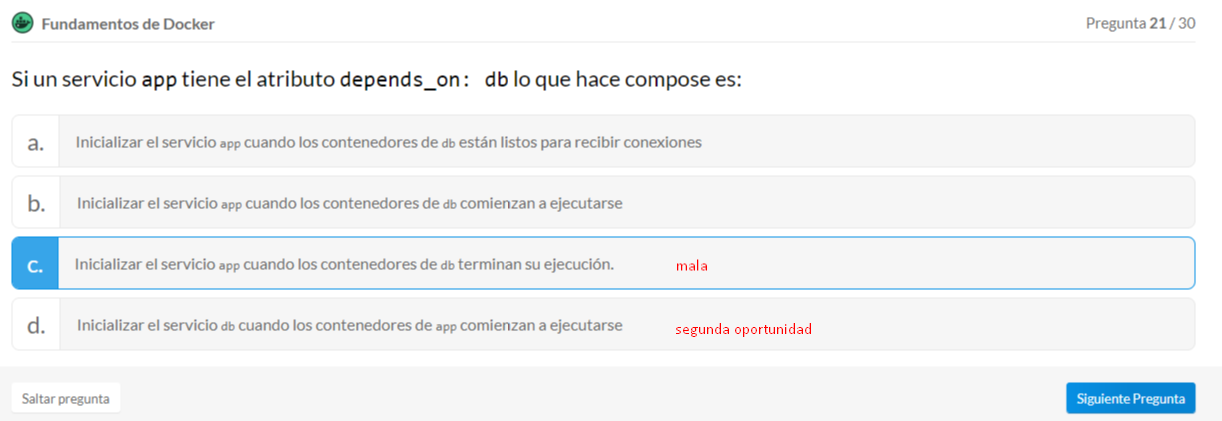 Fundamentos de Docker
Pregunta 21 / 30
Si un servicio app tiene el atributo depends_on: db lo que hace compose es:
a. Inicializar el servicio app cuando los contenedores de db están listos para recibir conexiones
b. Inicializar el servicio app cuando los contenedores de db comienzan a ejecutarse
c. Inicializar el servicio app cuando los contenedores de db terminan su ejecución. mala
d. Inicializar el servicio db cuando los contenedores de app comienzan a ejecutarse segunda oportunidad
Saltar pregunta
Siguiente Pregunta